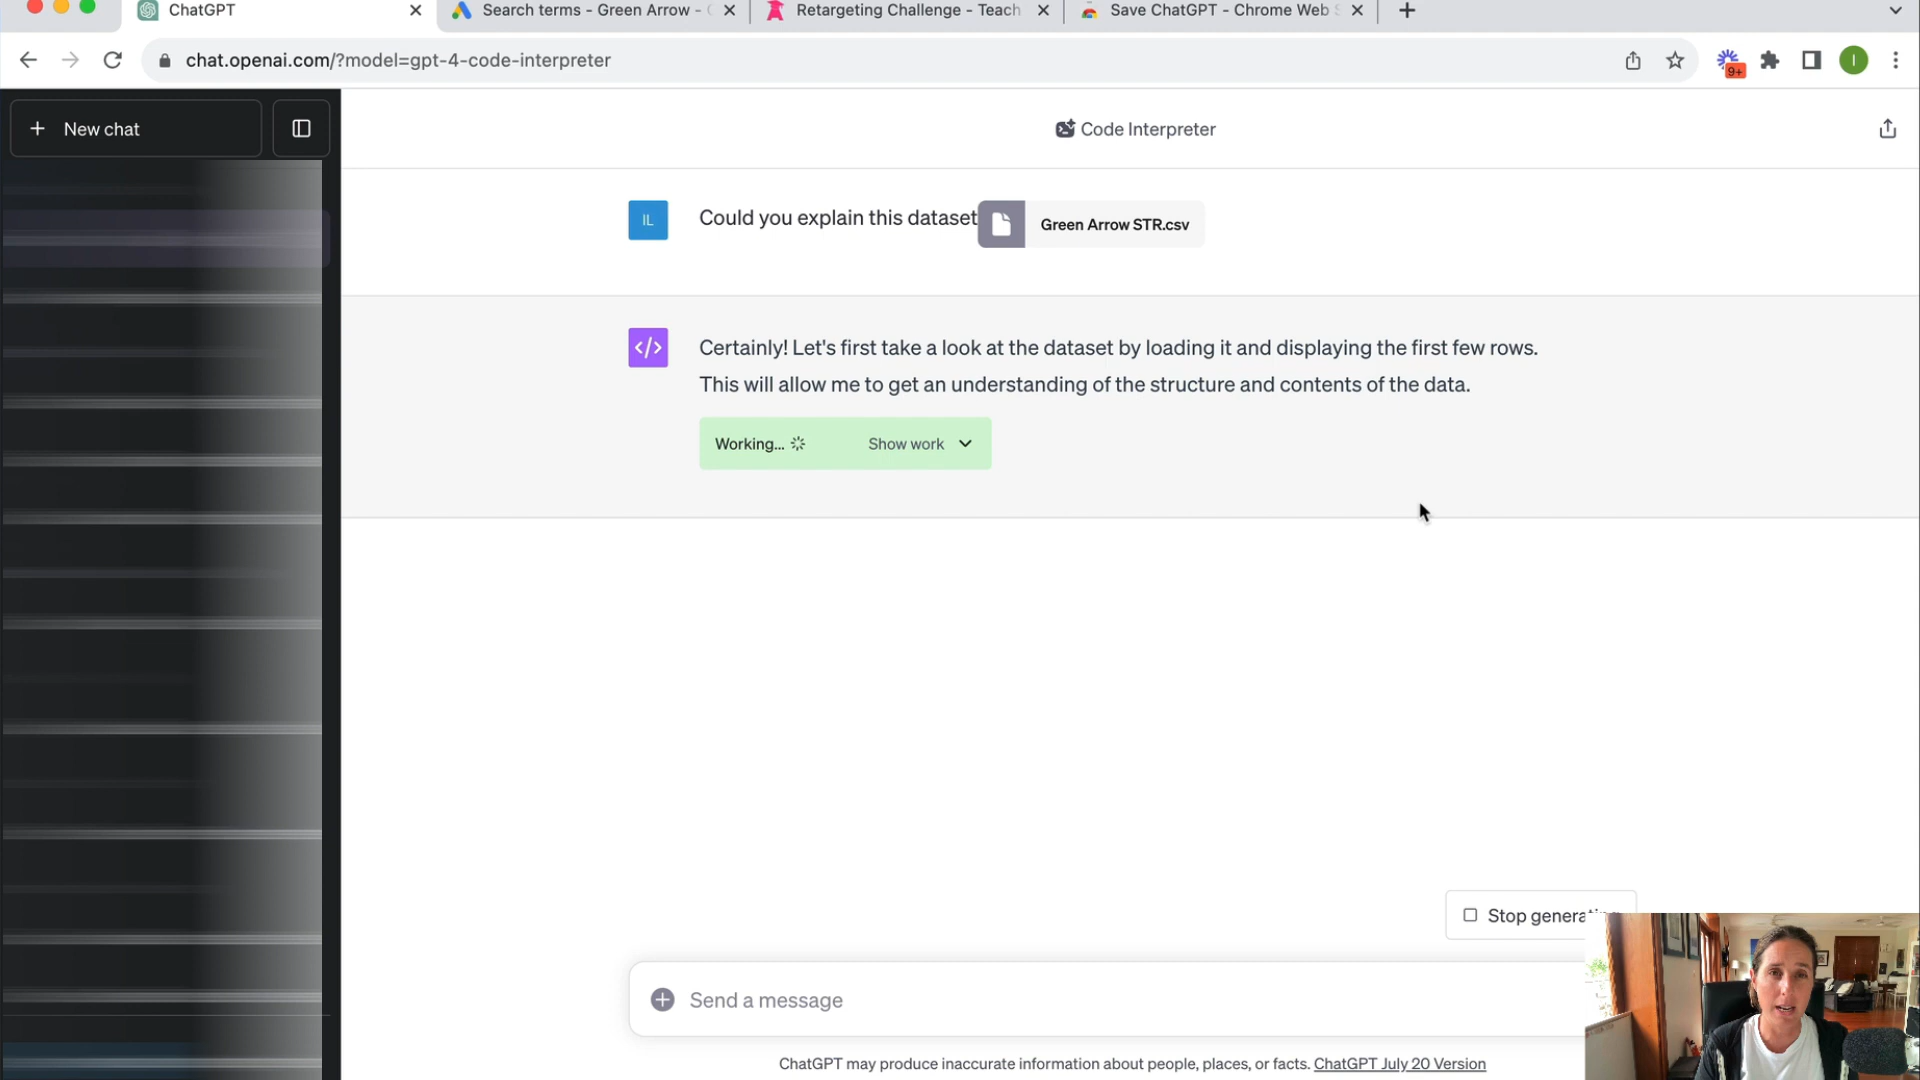 ChatGPT
Search terms - Green Arrow -
Retargeting Challenge - Teach
Save ChatGPT - Chrome Web
chat.openai.com/?model=gpt-4-code-interpreter
9+
I
New chat
Code Interpreter
IL
Could you explain this dataset
Green Arrow STR.csv
</>
Certainly! Let's first take a look at the dataset by loading it and displaying the first few rows.
This will allow me to get an understanding of the structure and contents of the data.
Working...
Show work
Stop generating
Send a message
ChatGPT may produce inaccurate information about people, places, or facts. ChatGPT July 20 Version